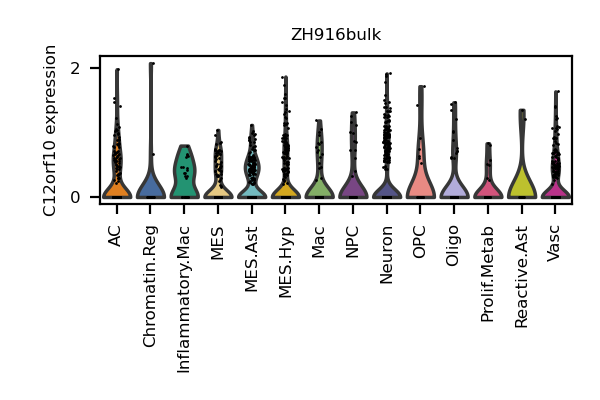 ZH916bulk
C12orf10 expression
2
0
AC
Chromatin.Reg
Inflammatory.Mac
MES
MES.Ast
MES.Hyp
Mac
NPC
Neuron
OPC
Oligo
Prolif.Metab
Reactive.Ast
Vasc